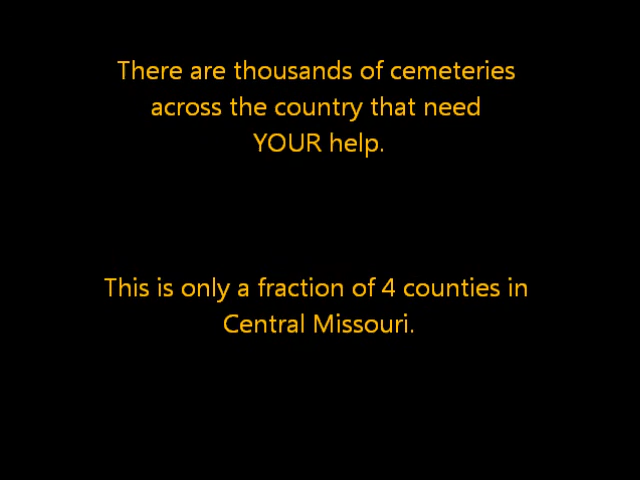 There are thousands of cemeteries
across the country that need
YOUR help.
This is only a fraction of 4 counties in
Central Missouri.